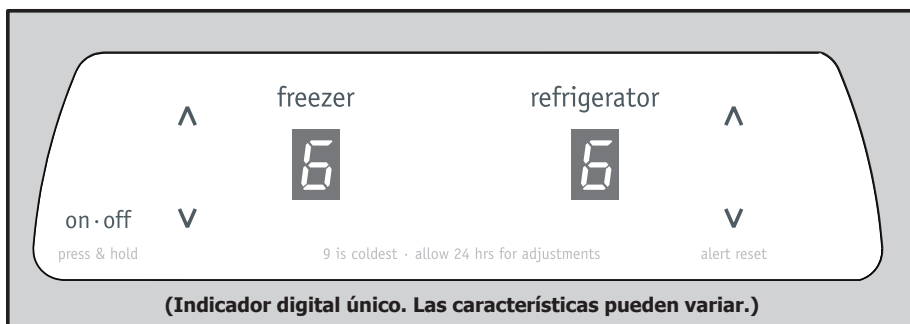 freezer refrigerator
^ ^
6 6
on·off v v
press & hold 9 is coldest · allow 24 hrs for adjustments alert reset
(Indicador digital único. Las características pueden variar.)